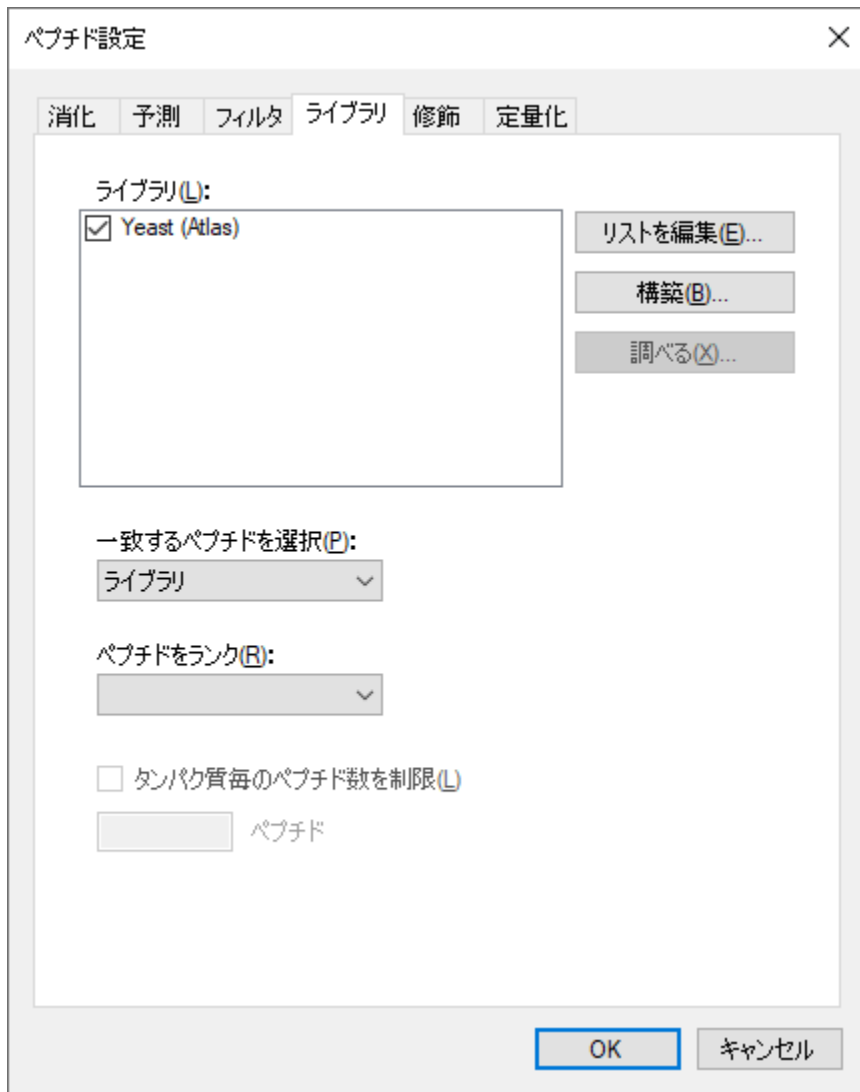 ペプチド設定
消化 予測 フィルタ ライブラリ 修飾 定量化
ライブラリ(L):
Yeast (Atlas)
リストを編集(E)...
構築(B)...
調べる(X)...
一致するペプチドを選択(P):
ライブラリ
ペプチドをランク(R):
タンパク質毎のペプチド数を制限(L)
ペプチド
OK キャンセル